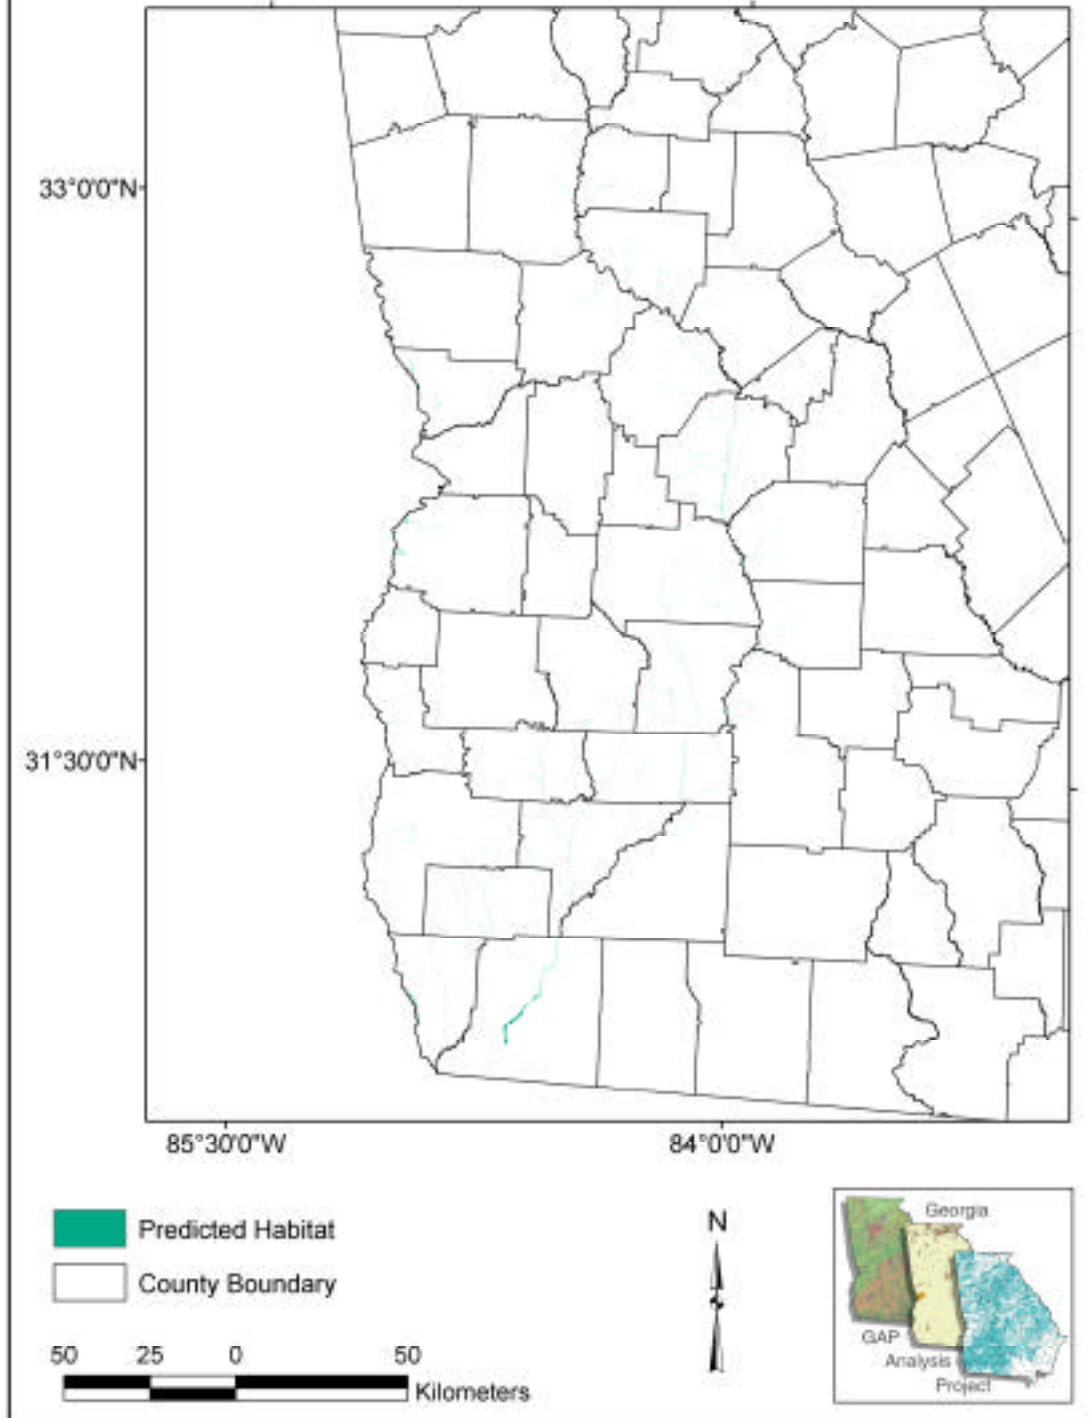 33°0'0"N
31°30'0"N
85°30'0"W
84°0'0"W
Predicted Habitat
County Boundary
N
50 25 0 50
Kilometers
Georgia
GAP
Analysis
Project